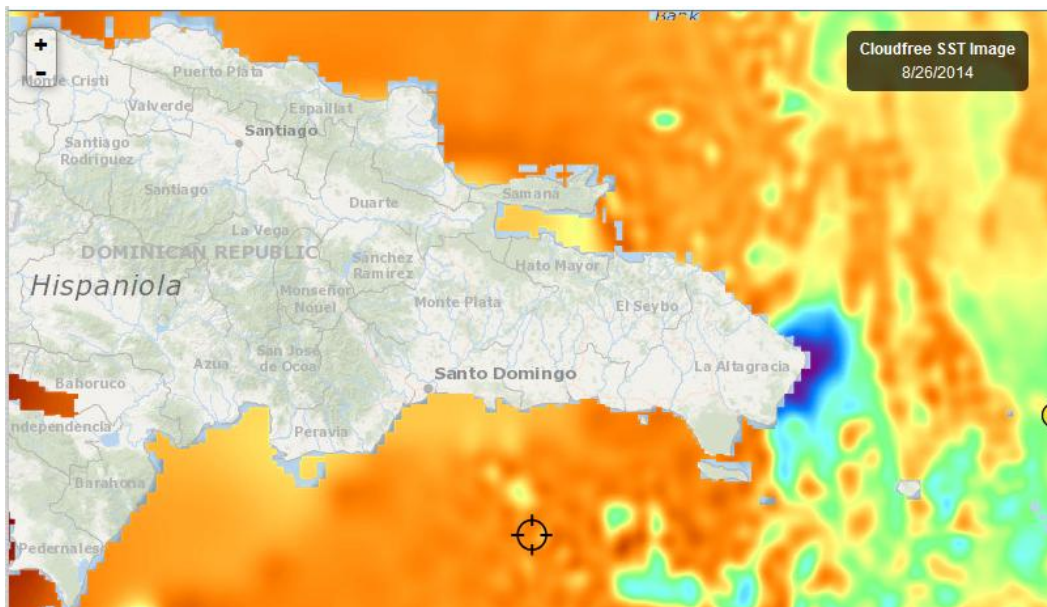 Bank
+
-
Cloudfree SST Image
8/26/2014
Monte Cristi
Puerto Plata
Valverde
Espaillat
Santiago
Santiago
Rodríguez
Santiago
Samaná
Duarte
La Vega
DOMINICAN REPUBLIC
Sánchez
Ramírez
Hato Mayor
Hispaniola
Monseñor
Nouel
Monte Plata
El Seybo
San José
de Ocoa
Azua
La Altagracia
Santo Domingo
Bahoruco
Independencia
Peravia
Barahona
Pedernales